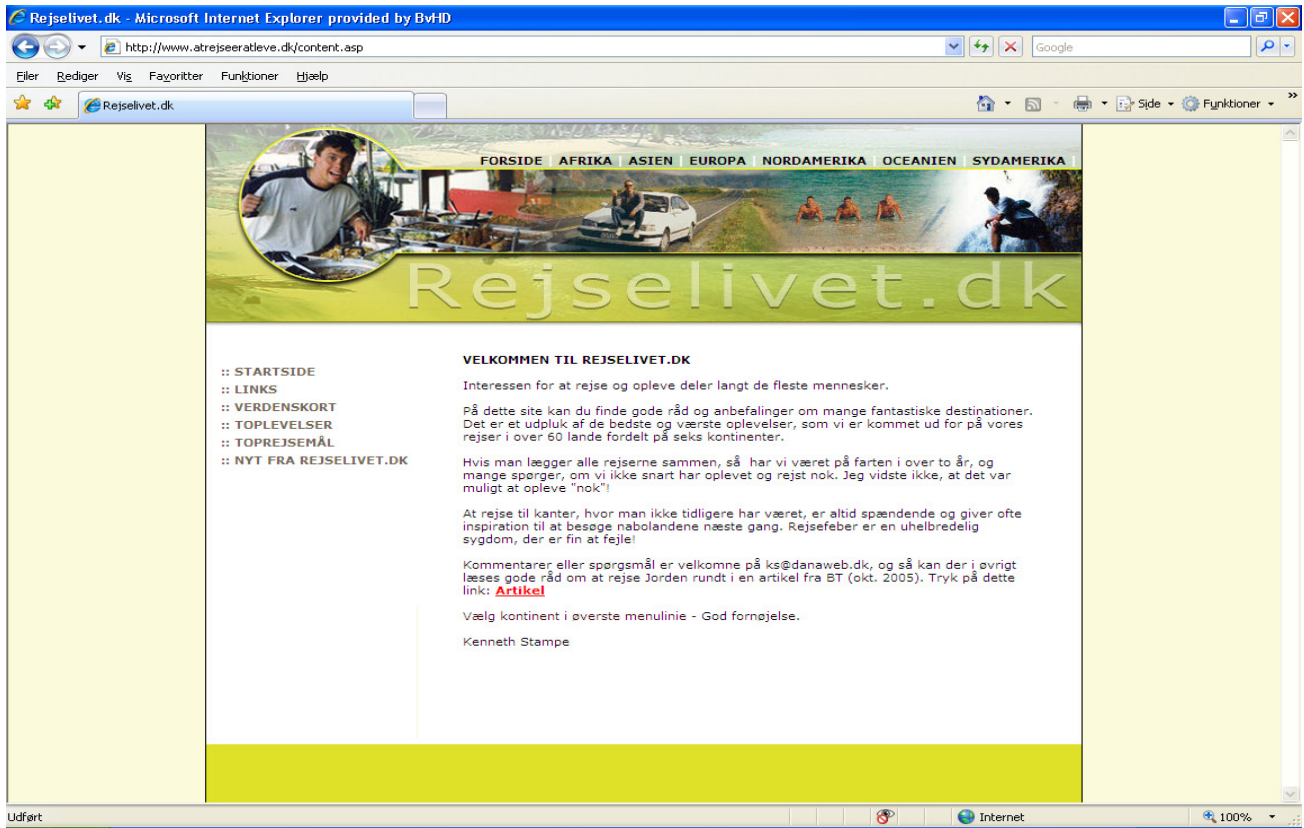 Rejselivet.dk - Microsoft Internet Explorer provided by BvHD
http://www.atrejseeratleve.dk/content.asp
Google
Filer Rediger Vis Favoritter Funktioner Hjælp
Rejselivet.dk
Side Funktioner »
FORSIDE | AFRIKA | ASIEN | EUROPA | NORDAMERIKA | OCEANIEN | SYDAMERIKA |
Rejselivet.dk
:: STARTSIDE
:: LINKS
:: VERDENSKORT
:: TOPLEVELSER
:: TOPREJSEMÅL
:: NYT FRA REJSELIVET.DK
VELKOMMEN TIL REJSELIVET.DK
Interessen for at rejse og opleve deler langt de fleste mennesker.
På dette site kan du finde gode råd og anbefalinger om mange fantastiske destinationer.
Det er et udpluk af de bedste og værste oplevelser, som vi er kommet ud for på vores
rejser i over 60 lande fordelt på seks kontinenter.
Hvis man lægger alle rejserne sammen, så har vi været på farten i over to år, og
mange spørger, om vi ikke snart har oplevet og rejst nok. Jeg vidste ikke, at det var
muligt at opleve "nok"!
At rejse til kanter, hvor man ikke tidligere har været, er altid spændende og giver ofte
inspiration til at besøge nabolandene næste gang. Rejsefeber er en uhelbredelig
sygdom, der er fin at fejle!
Kommentarer eller spørgsmål er velkomne på ks@danaweb.dk, og så kan der i øvrigt
læses gode råd om at rejse Jorden rundt i en artikel fra BT (okt. 2005). Tryk på dette
link: Artikel
Vælg kontinent i øverste menulinie - God fornøjelse.
Kenneth Stampe
Udført
Internet
100%